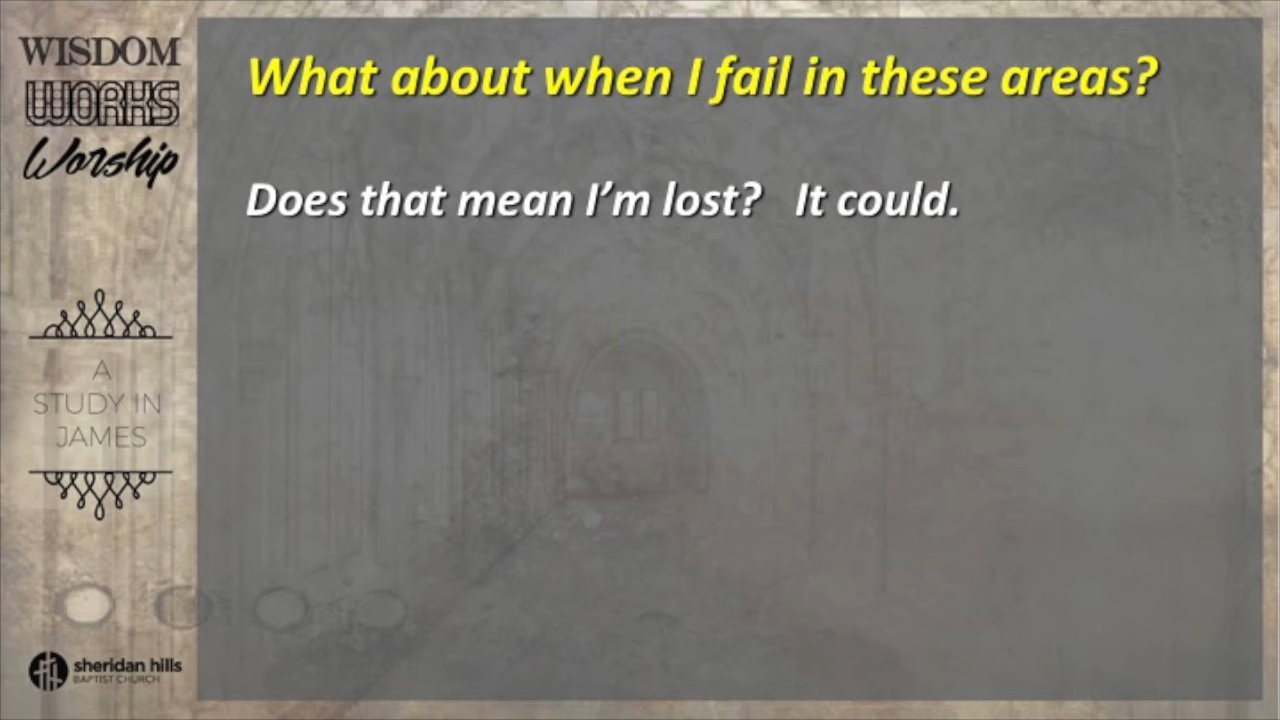 WISDOM
WORKS
Worship
A
STUDY IN
JAMES
sheridan hills
BAPTIST CHURCH
What about when I fail in these areas?
Does that mean I’m lost? It could.